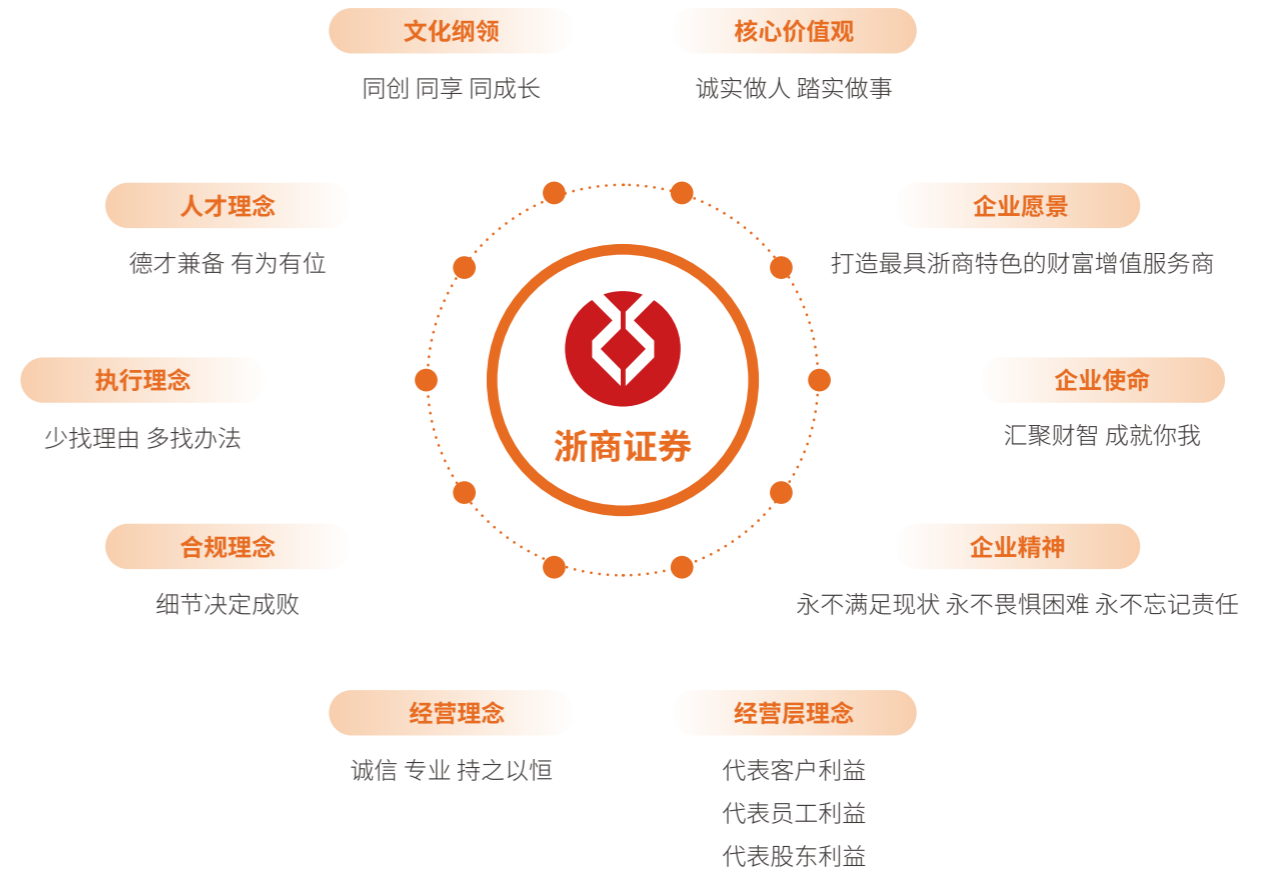 文化纲领
同创 同享 同成长
核心价值观
诚实做人 踏实做事
人才理念
德才兼备 有为有位
企业愿景
打造最具浙商特色的财富增值服务商
执行理念
少找理由 多找办法
浙商证券
企业使命
汇聚财智 成就你我
合规理念
细节决定成败
企业精神
永不满足现状 永不畏惧困难 永不忘记责任
经营理念
诚信 专业 持之以恒
经营层理念
代表客户利益
代表员工利益
代表股东利益